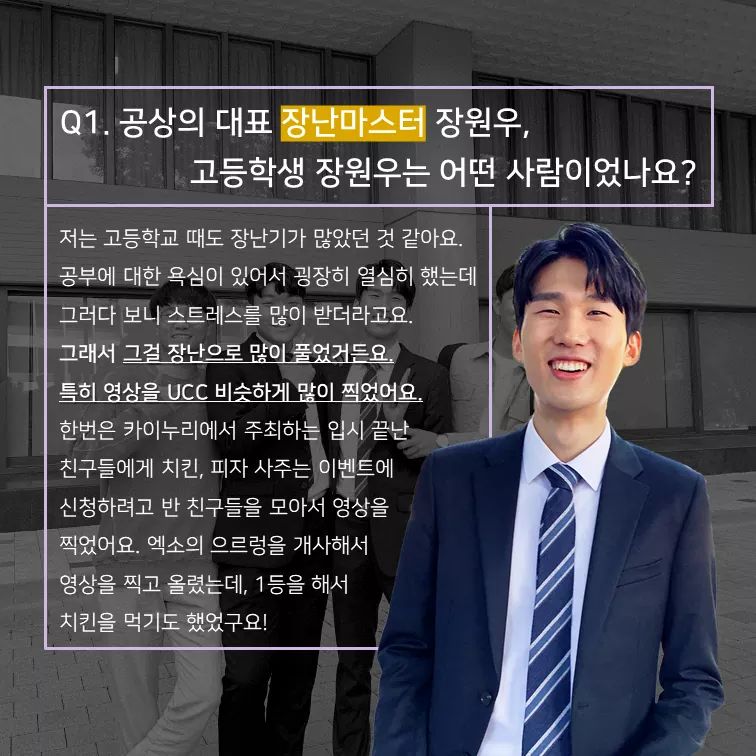 Q1. 공상의 대표 장난마스터 장원우,
고등학생 장원우는 어떤 사람이었나요?
저는 고등학교 때도 장난기가 많았던 것 같아요.
공부에 대한 욕심이 있어서 굉장히 열심히 했는데
그러다 보니 스트레스를 많이 받더라고요.
그래서 그걸 장난으로 많이 풀었거든요.
특히 영상을 UCC 비슷하게 많이 찍었어요.
한번은 카이누리에서 주최하는 입시 끝난
친구들에게 치킨, 피자 사주는 이벤트에
신청하려고 반 친구들을 모아서 영상을
찍었어요. 엑소의 으르렁을 개사해서
영상을 찍고 올렸는데, 1등을 해서
치킨을 먹기도 했었구요!